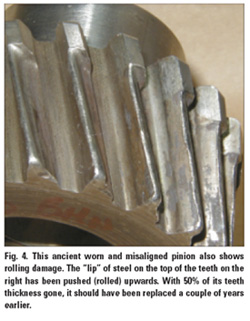 Fig. 4. This ancient worn and misaligned pinion also shows
rolling damage. The "lip" of steel on the top of the teeth on the
right has been pushed (rolled) upwards. With 50% of its teeth
thickness gone, it should have been replaced a couple of years
earlier.